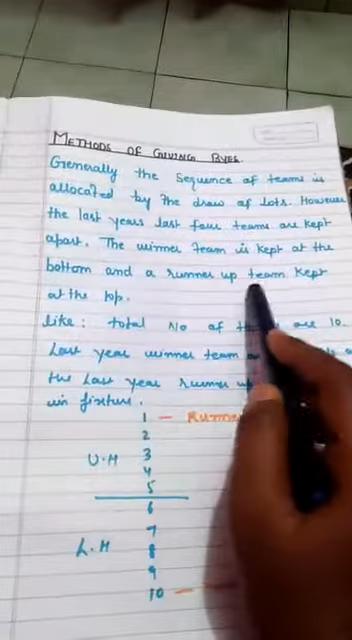 METHODS OF GIVING BYES
Generally the sequence of teams is
allocated by the draw of lots. However
the last years last four teams are kept
apart. The winner team is kept at the
bottom and a runner up team kept
at the top.
like: total No of are 10.
Last year winner team
the Last year runner
in fixture.
1 -
2
U.H 3
4
5
6
7
L.H 8
9
10 -